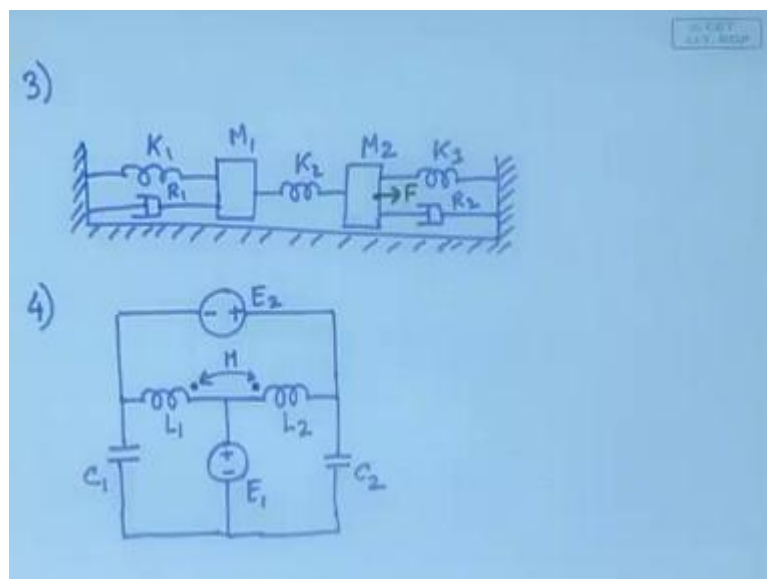 3)
K1 M1 K2 M2 K3
R1 F R2
4)
E2
- +
M
L1 L2
C1 + - E1 C2